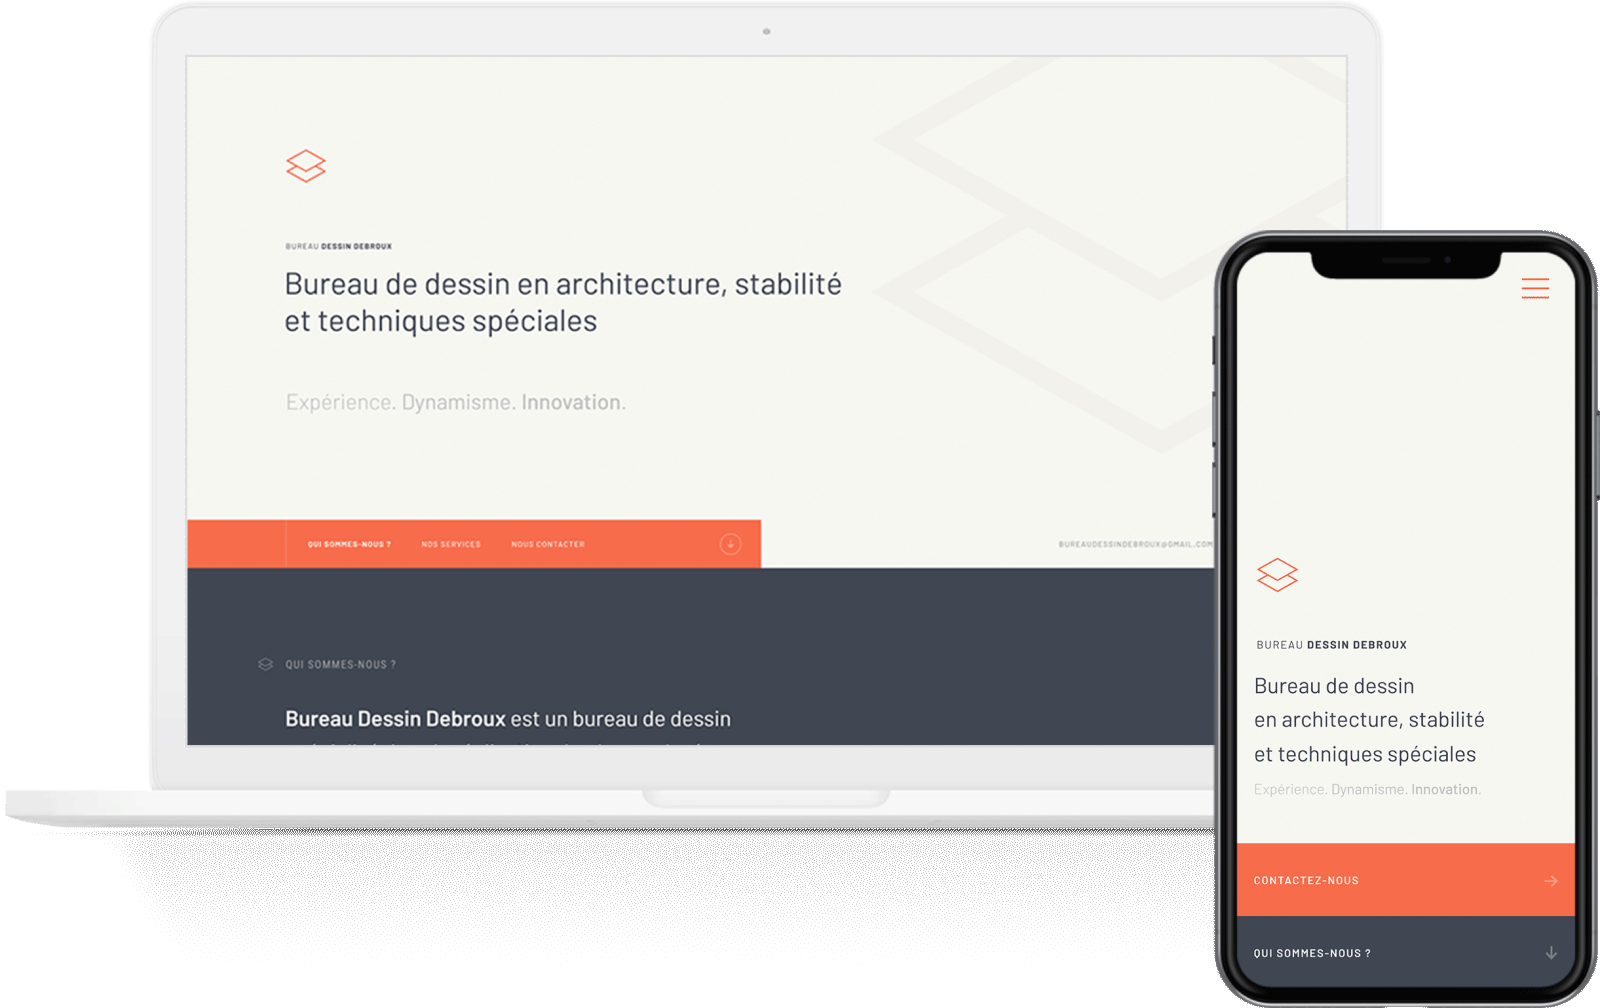 BUREAU DESSIN DEBROUX
Bureau de dessin en architecture, stabilité
et techniques spéciales
Expérience. Dynamisme. Innovation.
QUI SOMMES-NOUS ? NOS SERVICES NOUS CONTACTER
BUREAUDESSINDEBROUX@GMAIL.COM
QUI SOMMES-NOUS ?
Bureau Dessin Debroux est un bureau de dessin
BUREAU DESSIN DEBROUX
Bureau de dessin
en architecture, stabilité
et techniques spéciales
Expérience. Dynamisme. Innovation.
CONTACTEZ-NOUS
QUI SOMMES-NOUS ?